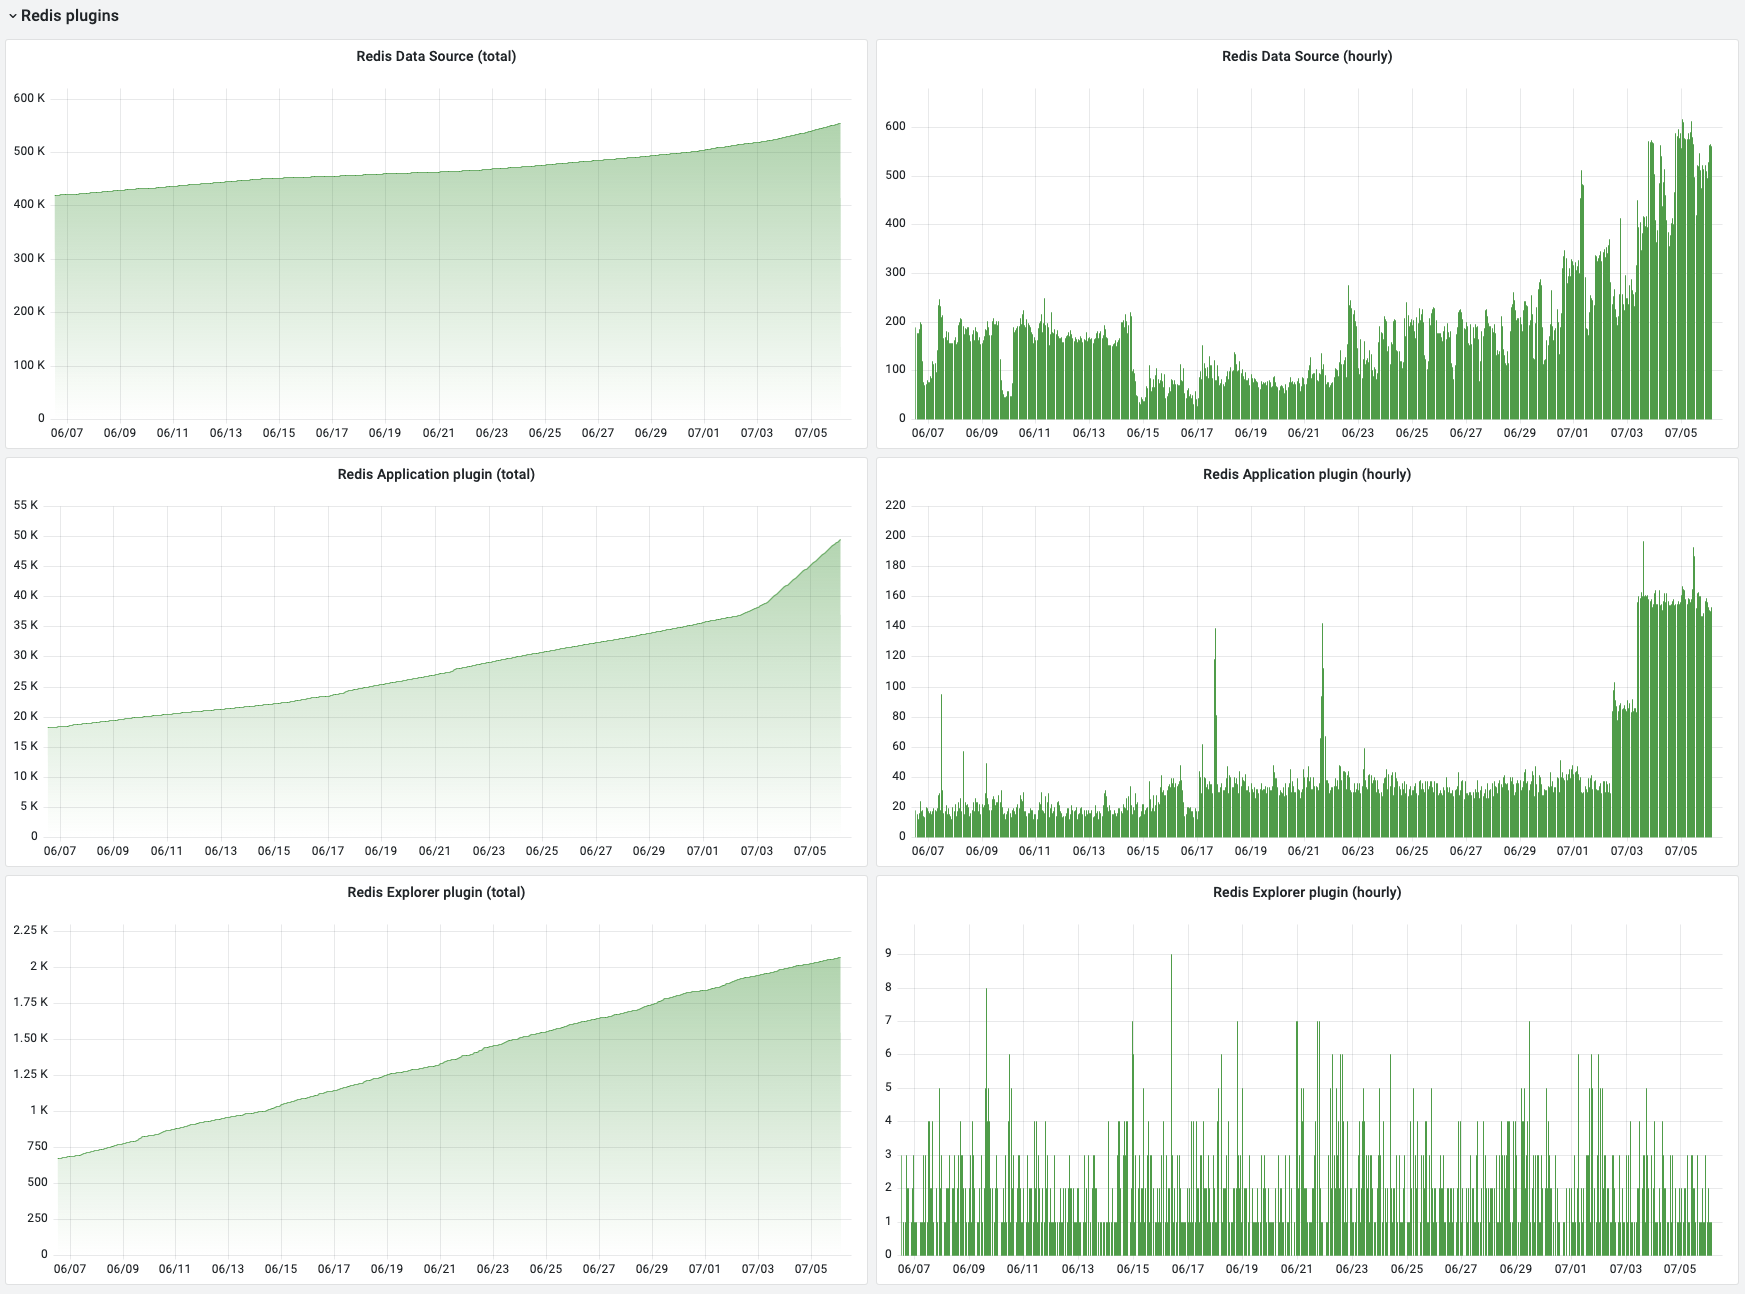 Redis plugins
Redis Data Source (total)
600 K
500 K
400 K
300 K
200 K
100 K
0
06/07 06/09 06/11 06/13 06/15 06/17 06/19 06/21 06/23 06/25 06/27 06/29 07/01 07/03 07/05
Redis Data Source (hourly)
600
500
400
300
200
100
0
06/07 06/09 06/11 06/13 06/15 06/17 06/19 06/21 06/23 06/25 06/27 06/29 07/01 07/03 07/05
Redis Application plugin (total)
55 K
50 K
45 K
40 K
35 K
30 K
25 K
20 K
15 K
10 K
5 K
0
06/07 06/09 06/11 06/13 06/15 06/17 06/19 06/21 06/23 06/25 06/27 06/29 07/01 07/03 07/05
Redis Application plugin (hourly)
220
200
180
160
140
120
100
80
60
40
20
0
06/07 06/09 06/11 06/13 06/15 06/17 06/19 06/21 06/23 06/25 06/27 06/29 07/01 07/03 07/05
Redis Explorer plugin (total)
2.25 K
2 K
1.75 K
1.50 K
1.25 K
1 K
750
500
250
0
06/07 06/09 06/11 06/13 06/15 06/17 06/19 06/21 06/23 06/25 06/27 06/29 07/01 07/03 07/05
Redis Explorer plugin (hourly)
9
8
7
6
5
4
3
2
1
0
06/07 06/09 06/11 06/13 06/15 06/17 06/19 06/21 06/23 06/25 06/27 06/29 07/01 07/03 07/05